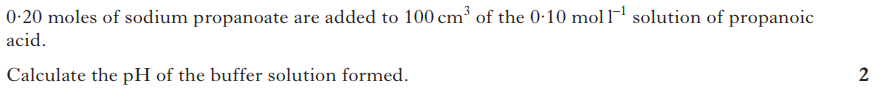 0·20 moles of sodium propanoate are added to 100 cm³ of the 0·10 mol l⁻¹ solution of propanoic
acid.
Calculate the pH of the buffer solution formed. 2